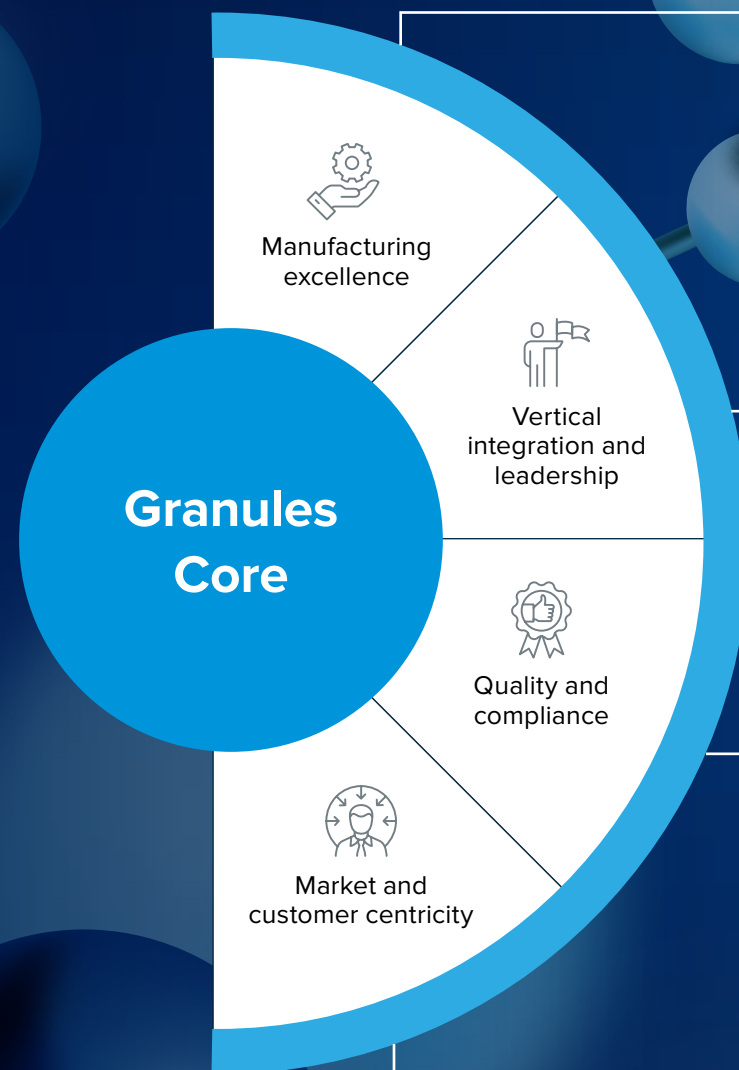 Manufacturing
excellence
Vertical
integration and
leadership
Granules
Core
Quality and
compliance
Market and
customer centricity